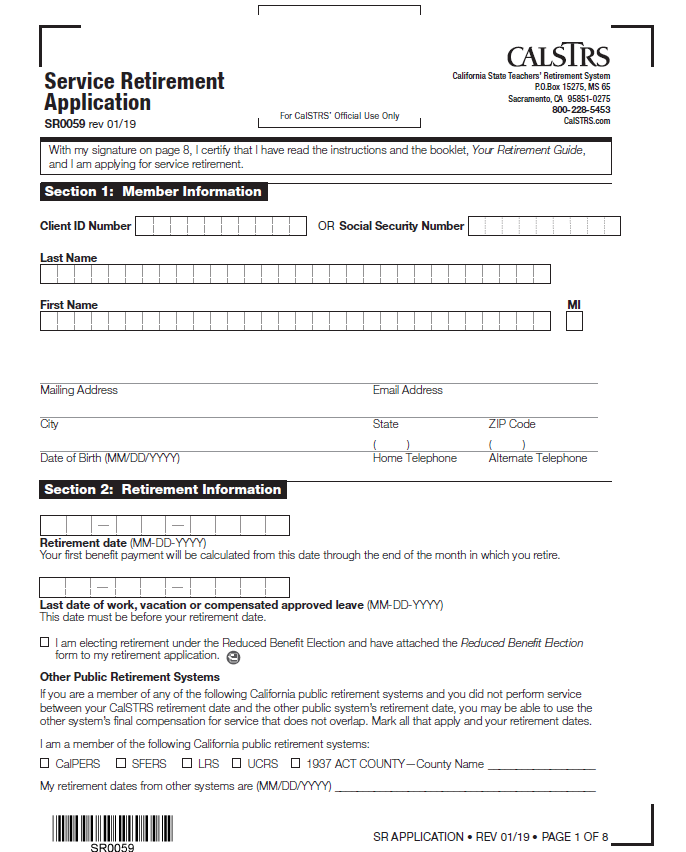 CALSTRS
Service Retirement
Application
SR0059 rev 01/19
For CalSTRS' Official Use Only
California State Teachers' Retirement System
P.O.Box 15275, MS 65
Sacramento, CA 95851-0275
800-228-5453
CalSTRS.com
With my signature on page 8, I certify that I have read the instructions and the booklet, Your Retirement Guide,
and I am applying for service retirement.
Section 1: Member Information
Client ID Number OR Social Security Number
Last Name
First Name MI
Mailing Address Email Address
City State ZIP Code
( ) ( )
Date of Birth (MM/DD/YYYY) Home Telephone Alternate Telephone
Section 2: Retirement Information
— —
Retirement date (MM-DD-YYYY)
Your first benefit payment will be calculated from this date through the end of the month in which you retire.
— —
Last date of work, vacation or compensated approved leave (MM-DD-YYYY)
This date must be before your retirement date.
I am electing retirement under the Reduced Benefit Election and have attached the Reduced Benefit Election
form to my retirement application.
Other Public Retirement Systems
If you are a member of any of the following California public retirement systems and you did not perform service
between your CalSTRS retirement date and the other public system's retirement date, you may be able to use the
other system's final compensation for service that does not overlap. Mark all that apply and your retirement dates.
I am a member of the following California public retirement systems:
CalPERS SFERS LRS UCRS 1937 ACT COUNTY—County Name
My retirement dates from other systems are (MM/DD/YYYY)
SR0059
SR APPLICATION • REV 01/19 • PAGE 1 OF 8